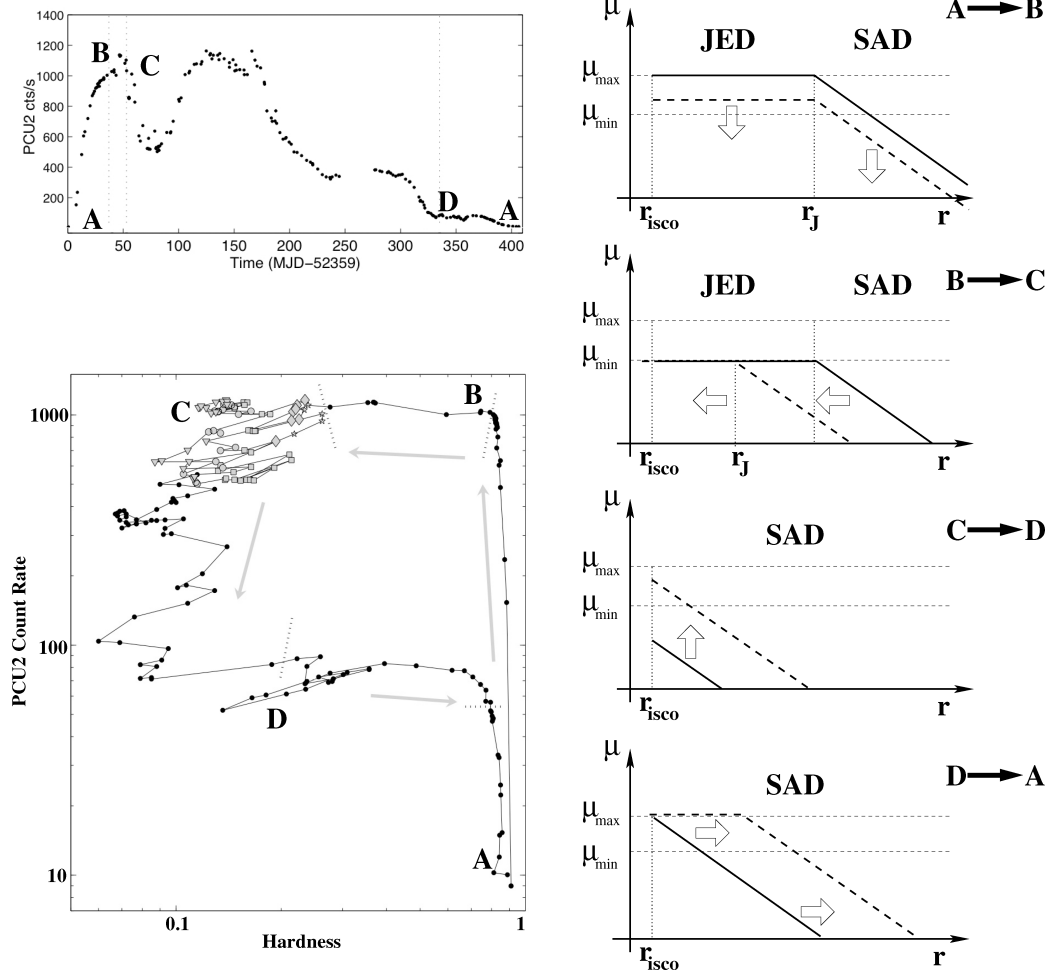 PCU2 cts/s
1400
1200
1000
800
600
400
200
0
50
100
150
200
250
300
350
400
Time (MJD−52359)
A
B
C
D
A
PCU2 Count Rate
1000
100
10
0.1
1
Hardness
C
B
D
A
μ
A
B
JED
SAD
μmax
μmin
risco
rJ
r
μ
B
C
JED
SAD
μmax
μmin
risco
rJ
r
μ
C
D
SAD
μmax
μmin
risco
r
μ
D
A
SAD
μmax
μmin
risco
r